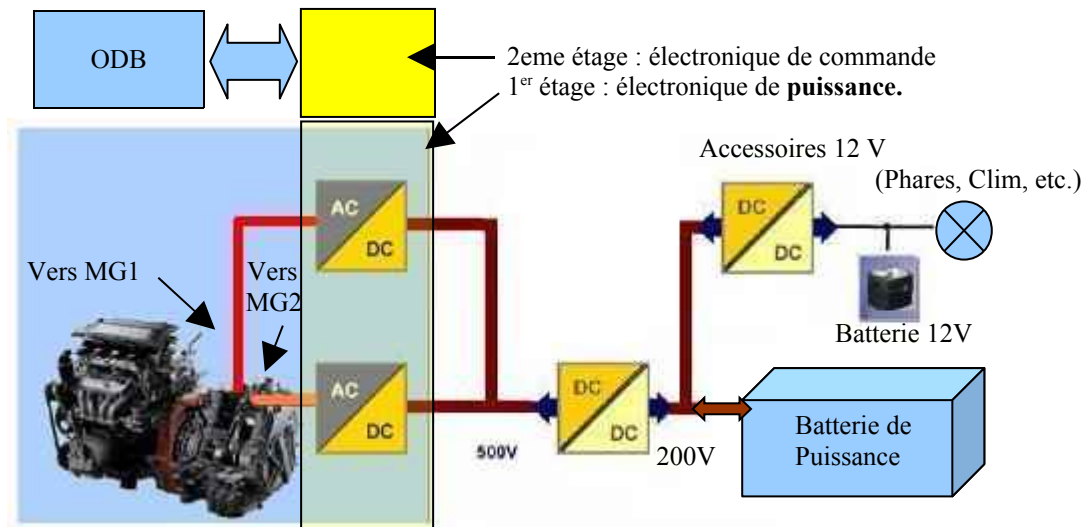 ODB
2eme étage : électronique de commande
1er étage : électronique de puissance.
Accessoires 12 V
(Phares, Clim, etc.)
AC
DC
DC
DC
Vers MG1
Vers
MG2
Batterie 12V
AC
DC
DC
DC
500V
200V
Batterie de
Puissance